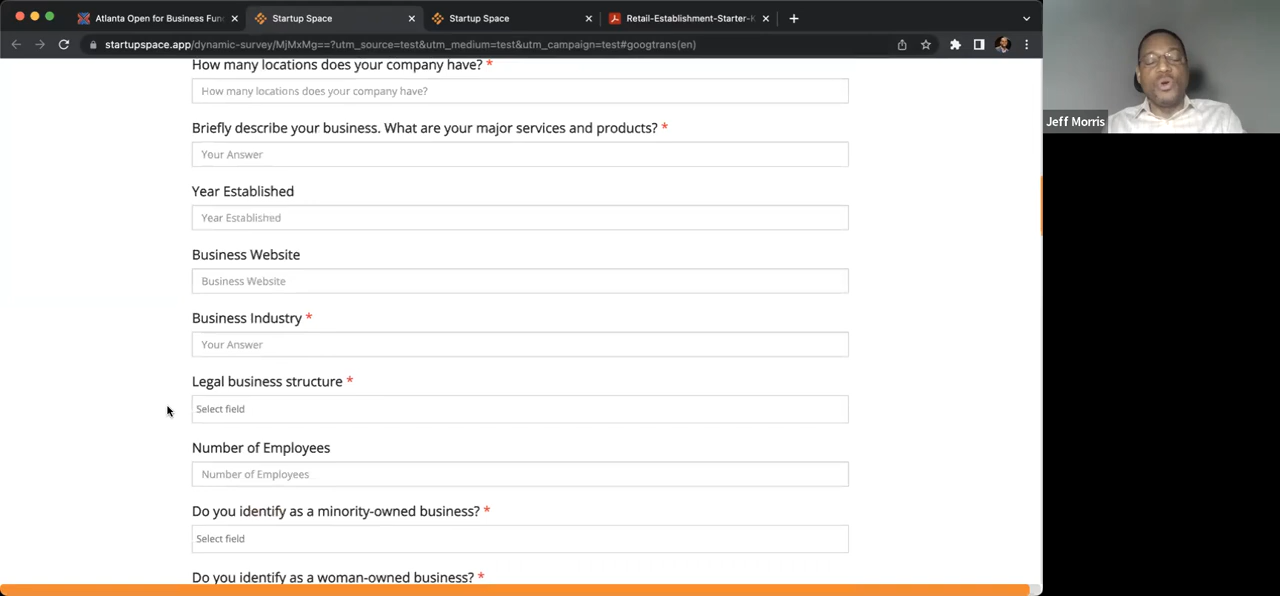 Atlanta Open for Business Fun
Startup Space
Startup Space
Retail-Establishment-Starter-K
startupspace.app/dynamic-survey/MjMxMg==?utm_source=test&utm_medium=test&utm_campaign=test#googtrans(en)
How many locations does your company have? *
How many locations does your company have?
Briefly describe your business. What are your major services and products? *
Your Answer
Year Established
Year Established
Business Website
Business Website
Business Industry *
Your Answer
Legal business structure *
Select field
Number of Employees
Number of Employees
Do you identify as a minority-owned business? *
Select field
Do you identify as a woman-owned business? *
Jeff Morris